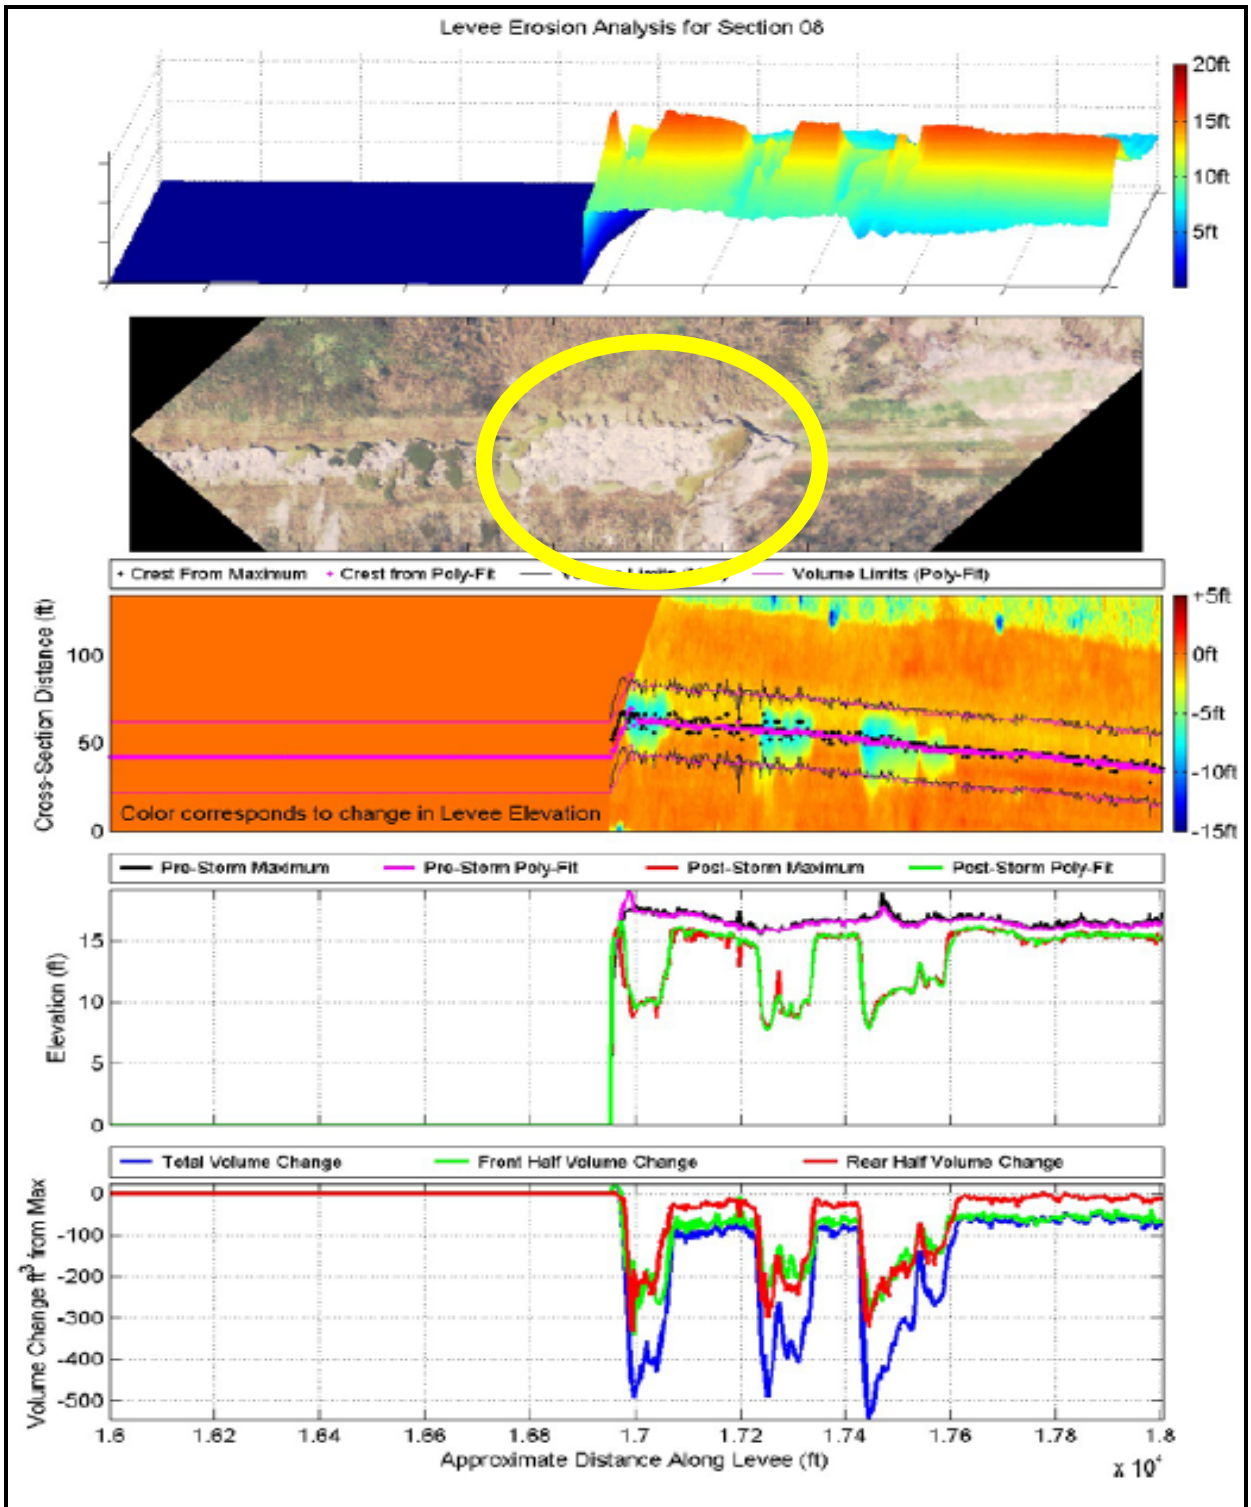 Levee Erosion Analysis for Section 08
20ft
15ft
10ft
5ft
Crest From Maximum Crest from Poly-Fit Volume Limits Volume Limits (Poly-Fit)
Cross-Section Distance (ft)
100
50
0
+5ft
0ft
-5ft
-10ft
-15ft
Color corresponds to change in Levee Elevation
Pre-Storm Maximum Pre-Storm Poly-Fit Post-Storm Maximum Post-Storm Poly-Fit
Elevation (ft)
15
10
5
0
Total Volume Change Front Half Volume Change Rear Half Volume Change
Volume Change ft³ from Max
0
-100
-200
-300
-400
-500
1.6 1.62 1.64 1.66 1.68 1.7 1.72 1.74 1.76 1.78 1.8
Approximate Distance Along Levee (ft)
x 10⁴